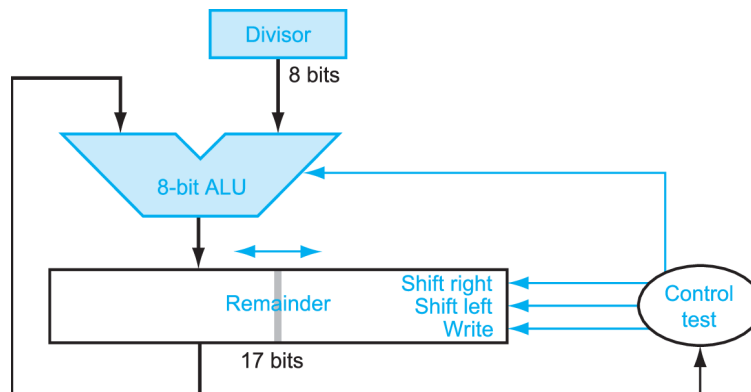 Divisor
8 bits
8-bit ALU
Shift right
Remainder
Shift left
Write
Control
test
17 bits